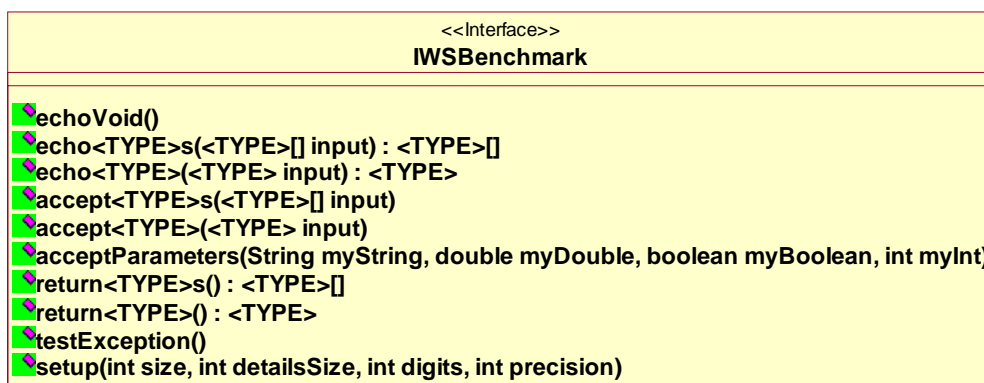 <<Interface>>
IWSBenchmark
echoVoid()
echo<TYPE>s(<TYPE>[] input) : <TYPE>[]
echo<TYPE>(<TYPE> input) : <TYPE>
accept<TYPE>s(<TYPE>[] input)
accept<TYPE>(<TYPE> input)
acceptParameters(String myString, double myDouble, boolean myBoolean, int myInt)
return<TYPE>s() : <TYPE>[]
return<TYPE>() : <TYPE>
testException()
setup(int size, int detailsSize, int digits, int precision)